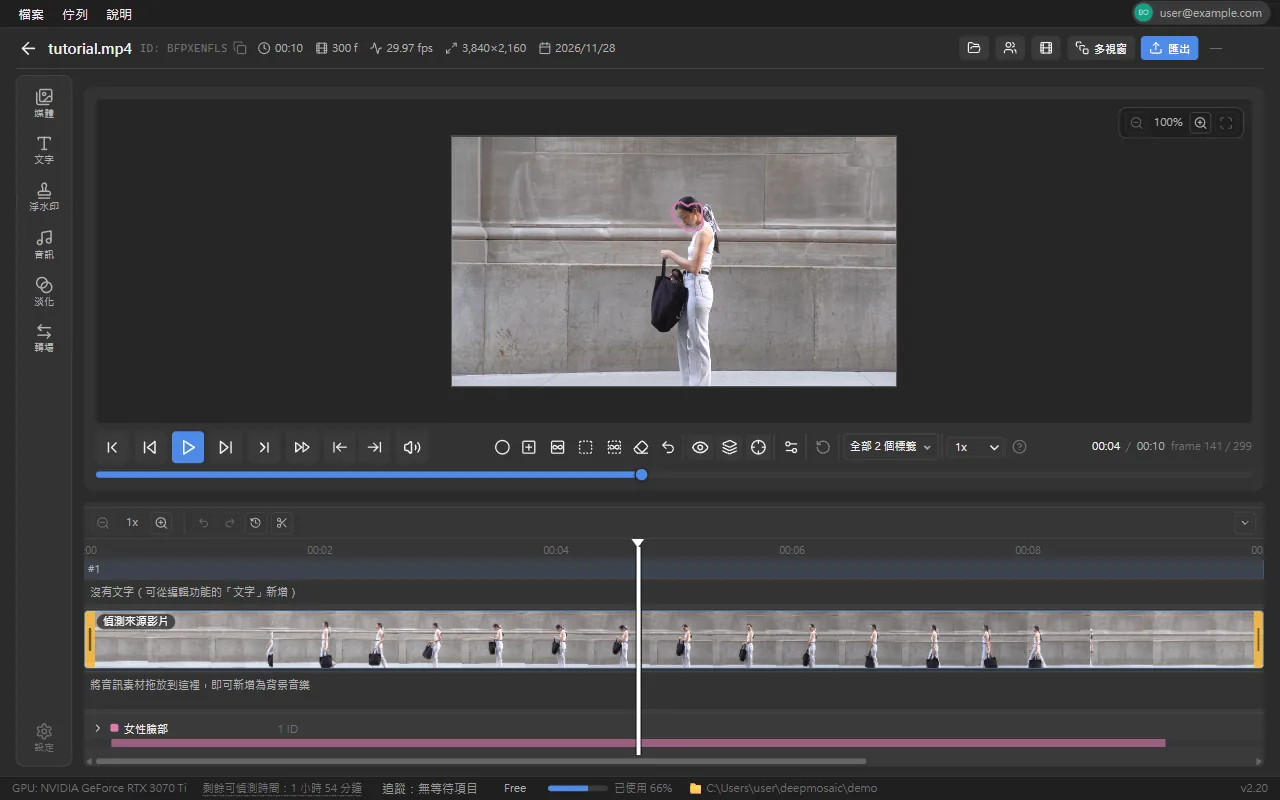 檔案 佇列 說明
BO user@example.com
tutorial.mp4 ID: BFPXENFLS 00:10 300 f 29.97 fps 3,840×2,160 2026/11/28
多視窗 匯出
媒體
文字
浮水印
音訊
淡化
轉場
設定
100%
全部 2 個標籤 1x 00:04 / 00:10 frame 141 / 299
1x
:00 00:02 00:04 00:06 00:08 00
#1
沒有文字（可從編輯功能的「文字」新增）
偵測來源影片
將音訊素材拖放到這裡，即可新增為背景音樂
女性臉部 1 ID
GPU: NVIDIA GeForce RTX 3070 Ti 剩餘可偵測時間：1 小時 54 分鐘 追蹤：無等待項目 Free 已使用 66% C:\Users\user\deepmosaic\demo v2.20